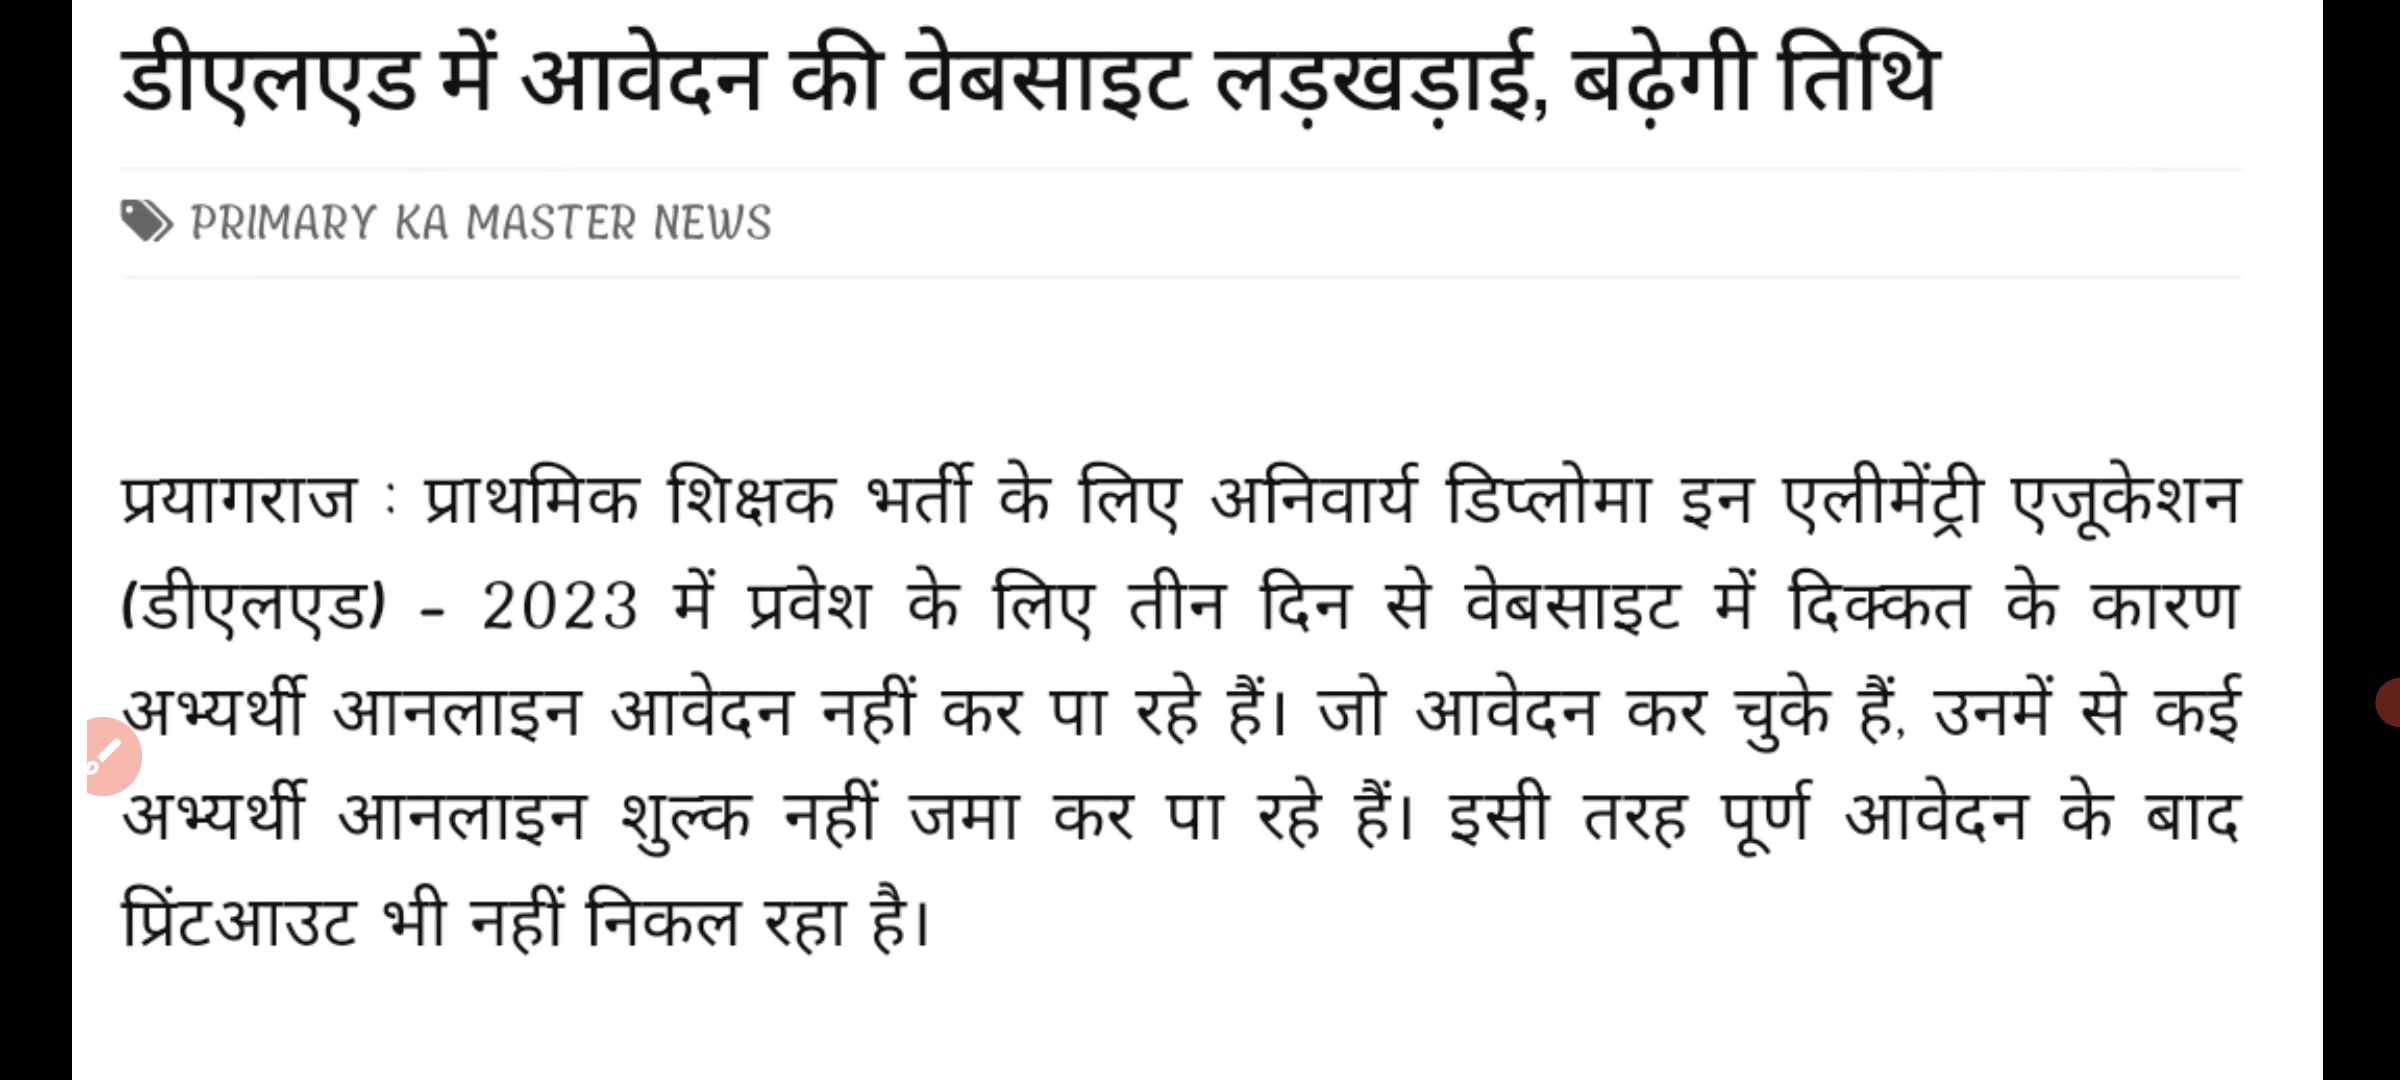 डीएलएड में आवेदन की वेबसाइट लड़खड़ाई, बढ़ेगी तिथि
PRIMARY KA MASTER NEWS
प्रयागराज : प्राथमिक शिक्षक भर्ती के लिए अनिवार्य डिप्लोमा इन एलीमेंट्री एजूकेशन
(डीएलएड) - 2023 में प्रवेश के लिए तीन दिन से वेबसाइट में दिक्कत के कारण
अभ्यर्थी आनलाइन आवेदन नहीं कर पा रहे हैं। जो आवेदन कर चुके हैं, उनमें से कई
अभ्यर्थी आनलाइन शुल्क नहीं जमा कर पा रहे हैं। इसी तरह पूर्ण आवेदन के बाद
प्रिंटआउट भी नहीं निकल रहा है।